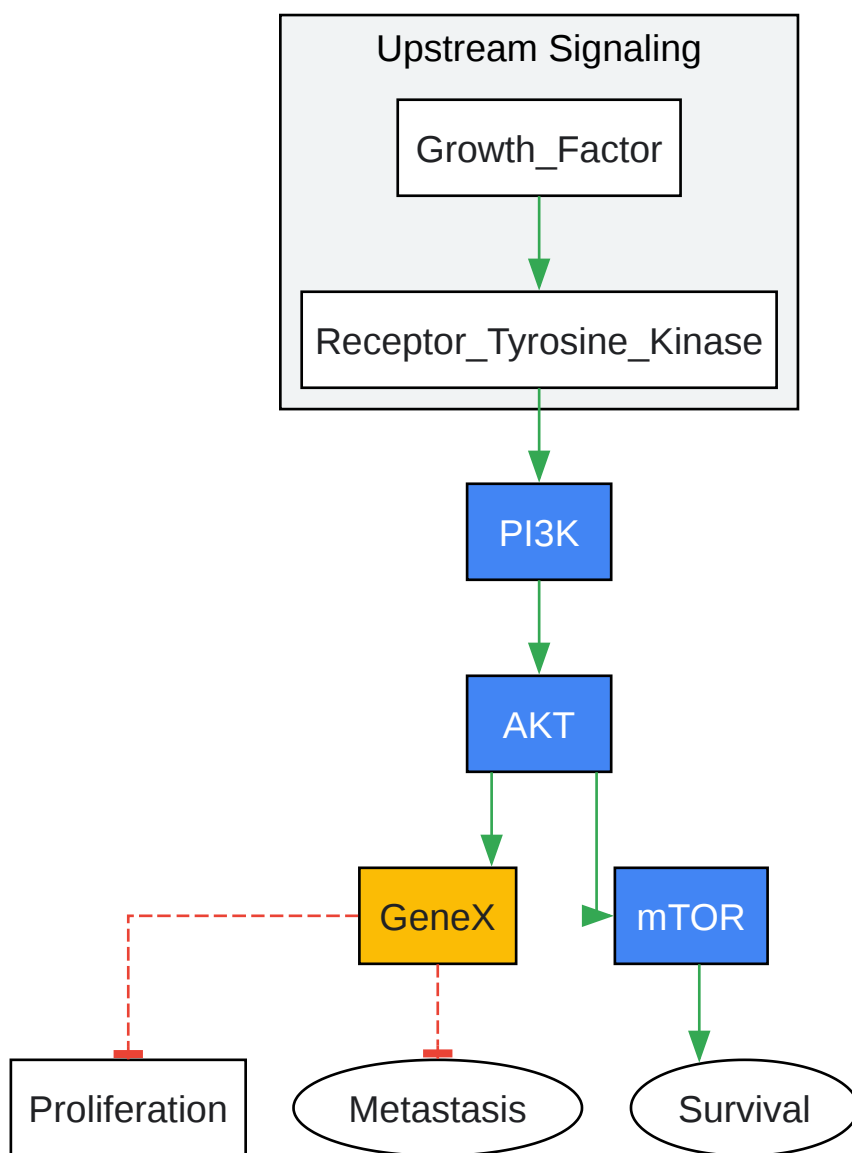 Upstream Signaling
Growth_Factor
Receptor_Tyrosine_Kinase
PI3K
AKT
GeneX
mTOR
Proliferation
Metastasis
Survival